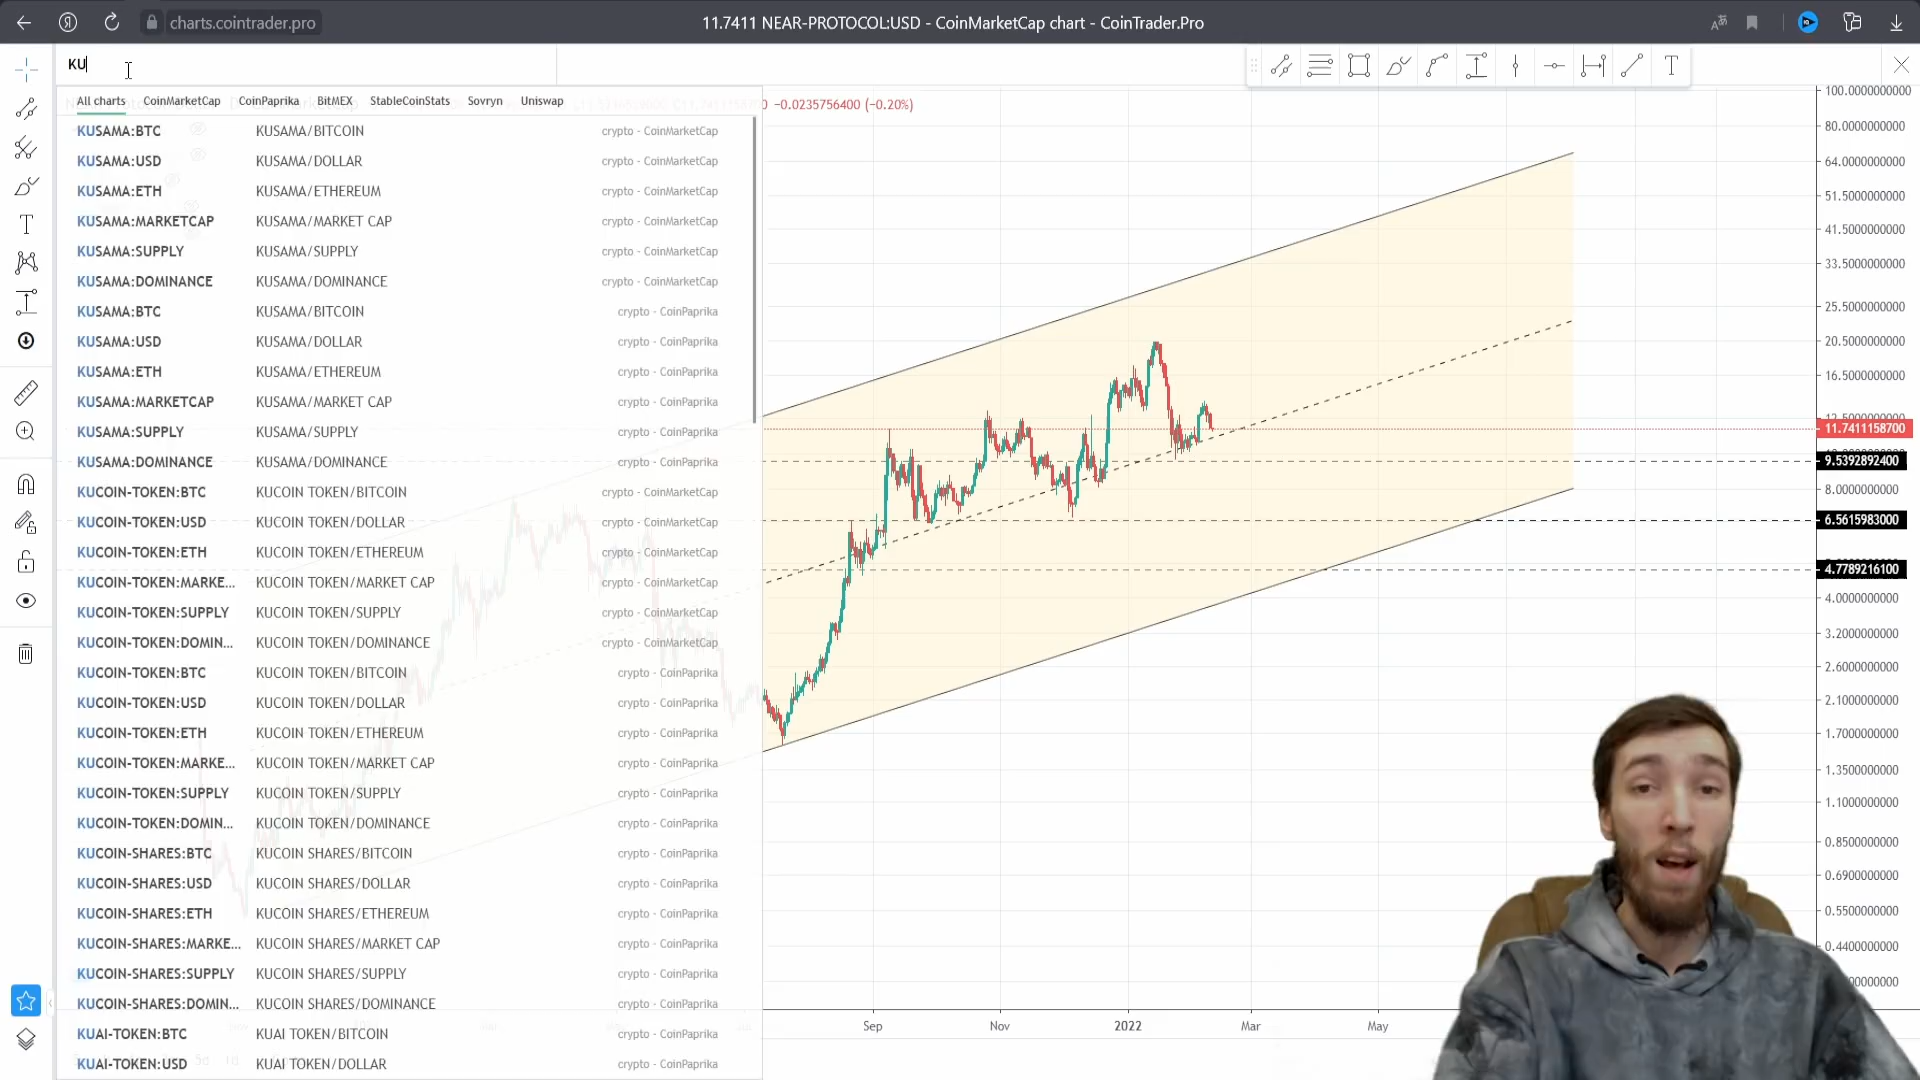 charts.cointrader.pro
11.7411 NEAR-PROTOCOL:USD - CoinMarketCap chart - CoinTrader.Pro
KU
All charts CoinMarketCap CoinPaprika BitMEX StableCoinStats Sovryn Uniswap
−0.0235756400 (−0.20%)
KUSAMA:BTC KUSAMA/BITCOIN crypto - CoinMarketCap
KUSAMA:USD KUSAMA/DOLLAR crypto - CoinMarketCap
KUSAMA:ETH KUSAMA/ETHEREUM crypto - CoinMarketCap
KUSAMA:MARKETCAP KUSAMA/MARKET CAP crypto - CoinMarketCap
KUSAMA:SUPPLY KUSAMA/SUPPLY crypto - CoinMarketCap
KUSAMA:DOMINANCE KUSAMA/DOMINANCE crypto - CoinMarketCap
KUSAMA:BTC KUSAMA/BITCOIN crypto - CoinPaprika
KUSAMA:USD KUSAMA/DOLLAR crypto - CoinPaprika
KUSAMA:ETH KUSAMA/ETHEREUM crypto - CoinPaprika
KUSAMA:MARKETCAP KUSAMA/MARKET CAP crypto - CoinPaprika
KUSAMA:SUPPLY KUSAMA/SUPPLY crypto - CoinPaprika
KUSAMA:DOMINANCE KUSAMA/DOMINANCE crypto - CoinPaprika
KUCOIN-TOKEN:BTC KUCOIN TOKEN/BITCOIN crypto - CoinMarketCap
KUCOIN-TOKEN:USD KUCOIN TOKEN/DOLLAR crypto - CoinMarketCap
KUCOIN-TOKEN:ETH KUCOIN TOKEN/ETHEREUM crypto - CoinMarketCap
KUCOIN-TOKEN:MARKE... KUCOIN TOKEN/MARKET CAP crypto - CoinMarketCap
KUCOIN-TOKEN:SUPPLY KUCOIN TOKEN/SUPPLY crypto - CoinMarketCap
KUCOIN-TOKEN:DOMIN... KUCOIN TOKEN/DOMINANCE crypto - CoinMarketCap
KUCOIN-TOKEN:BTC KUCOIN TOKEN/BITCOIN crypto - CoinPaprika
KUCOIN-TOKEN:USD KUCOIN TOKEN/DOLLAR crypto - CoinPaprika
KUCOIN-TOKEN:ETH KUCOIN TOKEN/ETHEREUM crypto - CoinPaprika
KUCOIN-TOKEN:MARKE... KUCOIN TOKEN/MARKET CAP crypto - CoinPaprika
KUCOIN-TOKEN:SUPPLY KUCOIN TOKEN/SUPPLY crypto - CoinPaprika
KUCOIN-TOKEN:DOMIN... KUCOIN TOKEN/DOMINANCE crypto - CoinPaprika
KUCOIN-SHARES:BTC KUCOIN SHARES/BITCOIN crypto - CoinPaprika
KUCOIN-SHARES:USD KUCOIN SHARES/DOLLAR crypto - CoinPaprika
KUCOIN-SHARES:ETH KUCOIN SHARES/ETHEREUM crypto - CoinPaprika
KUCOIN-SHARES:MARKE... KUCOIN SHARES/MARKET CAP crypto - CoinPaprika
KUCOIN-SHARES:SUPPLY KUCOIN SHARES/SUPPLY crypto - CoinPaprika
KUCOIN-SHARES:DOMIN... KUCOIN SHARES/DOMINANCE crypto - CoinPaprika
KUAI-TOKEN:BTC KUAI TOKEN/BITCOIN crypto - CoinPaprika
KUAI-TOKEN:USD KUAI TOKEN/DOLLAR crypto - CoinPaprika
100.0000000000
80.0000000000
64.0000000000
51.5000000000
41.5000000000
33.5000000000
25.5000000000
20.5000000000
16.5000000000
11.7411158700
9.5392892400
8.0000000000
6.5615983000
4.7789216100
4.0000000000
3.2000000000
2.6000000000
2.1000000000
1.7000000000
1.3500000000
1.1000000000
0.8500000000
0.6900000000
0.5500000000
0.4400000000
Sep Nov 2022 Mar May